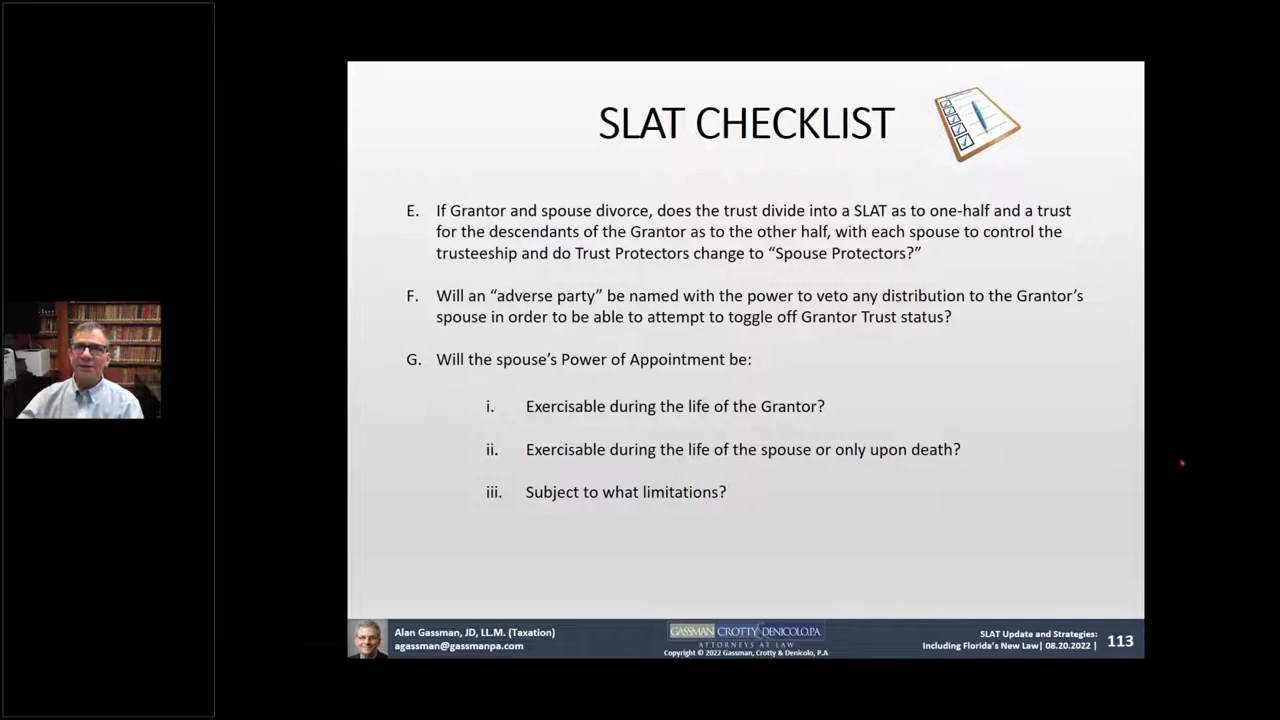 SLAT CHECKLIST
E. If Grantor and spouse divorce, does the trust divide into a SLAT as to one-half and a trust
for the descendants of the Grantor as to the other half, with each spouse to control the
trusteeship and do Trust Protectors change to “Spouse Protectors?”
F. Will an “adverse party” be named with the power to veto any distribution to the Grantor’s
spouse in order to be able to attempt to toggle off Grantor Trust status?
G. Will the spouse’s Power of Appointment be:
i. Exercisable during the life of the Grantor?
ii. Exercisable during the life of the spouse or only upon death?
iii. Subject to what limitations?
Alan Gassman, JD, LL.M. (Taxation)
agassman@gassmanpa.com
GASSMAN CROTTY DENICOLO, P.A.
ATTORNEYS AT LAW
Copyright © 2022 Gassman, Crotty & Denicolo, P.A
SLAT Update and Strategies:
Including Florida’s New Law| 08.20.2022 | 113